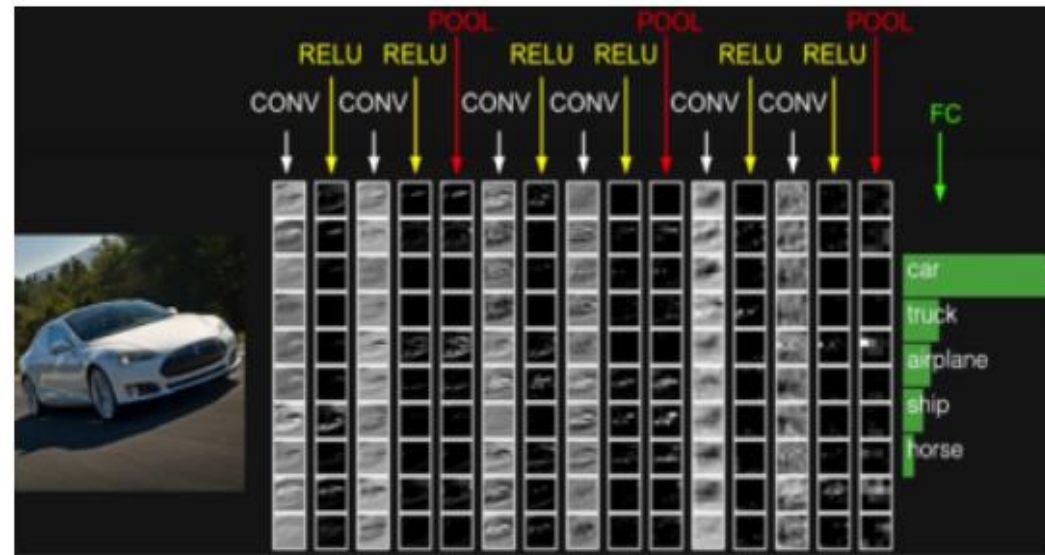 POOL POOL POOL
RELU RELU RELU RELU RELU RELU
CONV CONV CONV CONV CONV CONV
FC
car
truck
airplane
ship
horse